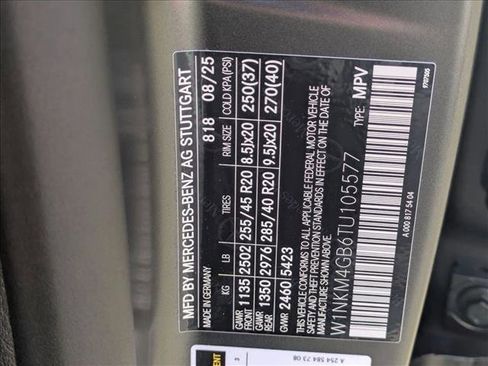 MFD BY MERCEDES-BENZ AG STUTTGART
MADE IN GERMANY 818 08/25
KG LB TIRES RIM SIZE COLD KPA (PSI)
GAWR FRONT 1135 2502 255/45 R20 8.5Jx20 250(37)
GAWR REAR 1350 2976 285/40 R20 9.5Jx20 270(40)
GVWR 2460 5423
THIS VEHICLE CONFORMS TO ALL APPLICABLE FEDERAL MOTOR VEHICLE
SAFETY, THEFT PREVENTION STANDARDS IN EFFECT ON THE DATE OF
MANUFACTURE SHOWN ABOVE
W1NKM4GB6TU105577 TYPE: MPV
A 000 817 54 04 9707505
A 254 584 73 08
3